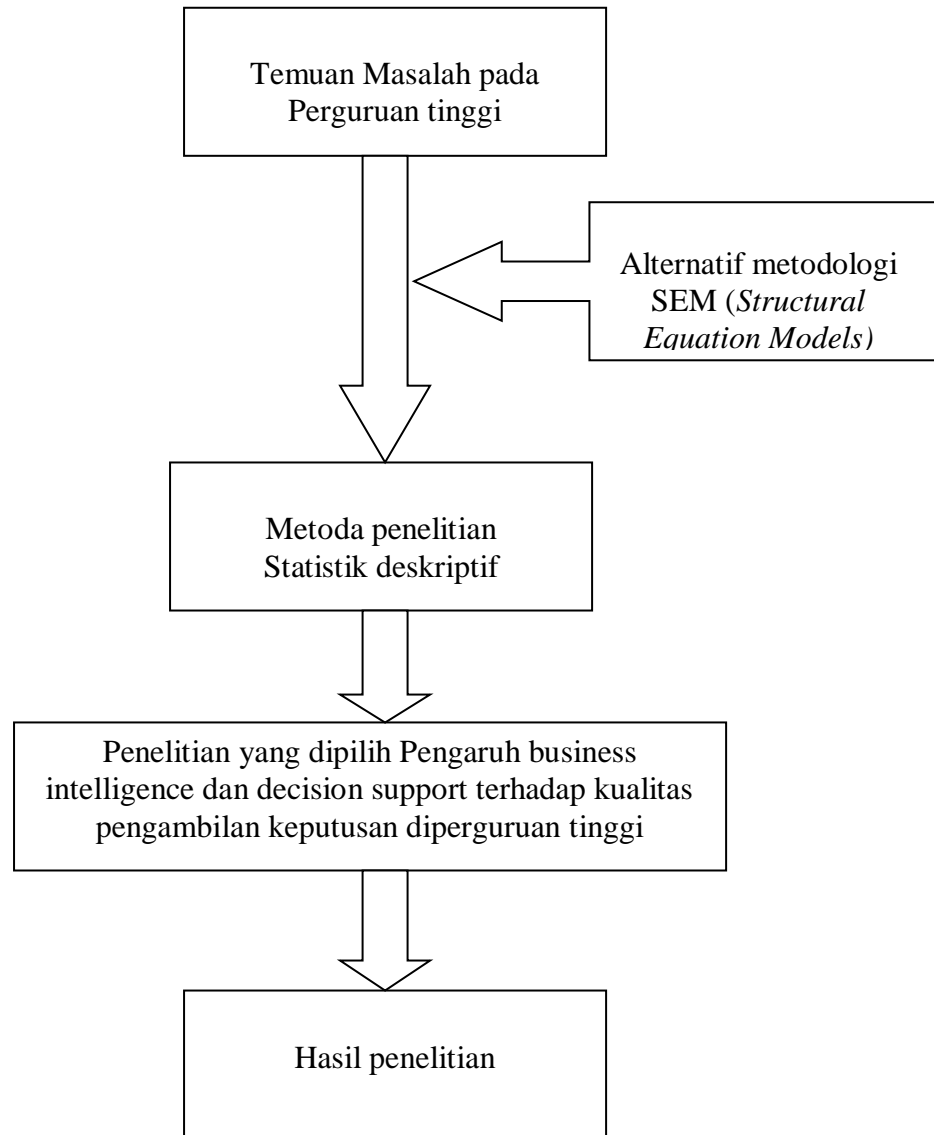 Temuan Masalah pada
Perguruan tinggi
Alternatif metodologi
SEM (Structural
Equation Models)
Metoda penelitian
Statistik deskriptif
Penelitian yang dipilih Pengaruh business
intelligence dan decision support terhadap kualitas
pengambilan keputusan diperguruan tinggi
Hasil penelitian